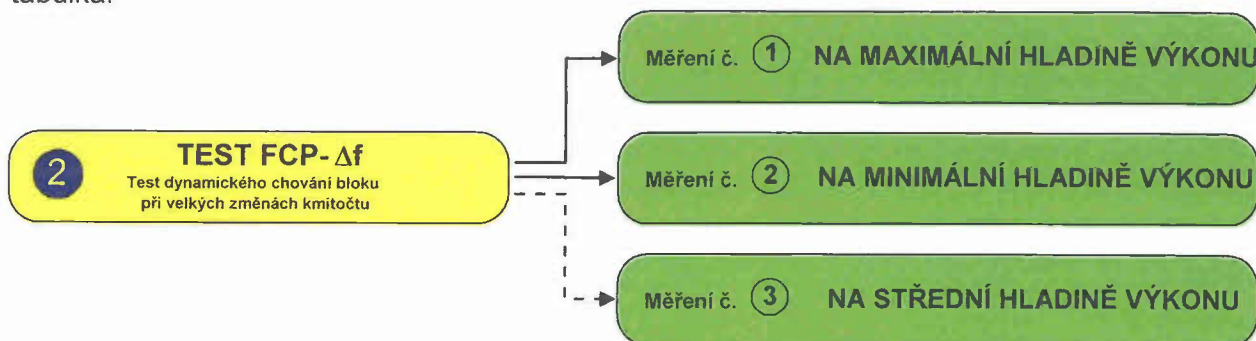 tabulka.
Měření č. 1 NA MAXIMÁLNÍ HLADINĚ VÝKONU
2 TEST FCP- Δf
Test dynamického chování bloku
při velkých změnách kmitočtu
Měření č. 2 NA MINIMÁLNÍ HLADINĚ VÝKONU
Měření č. 3 NA STŘEDNÍ HLADINĚ VÝKONU